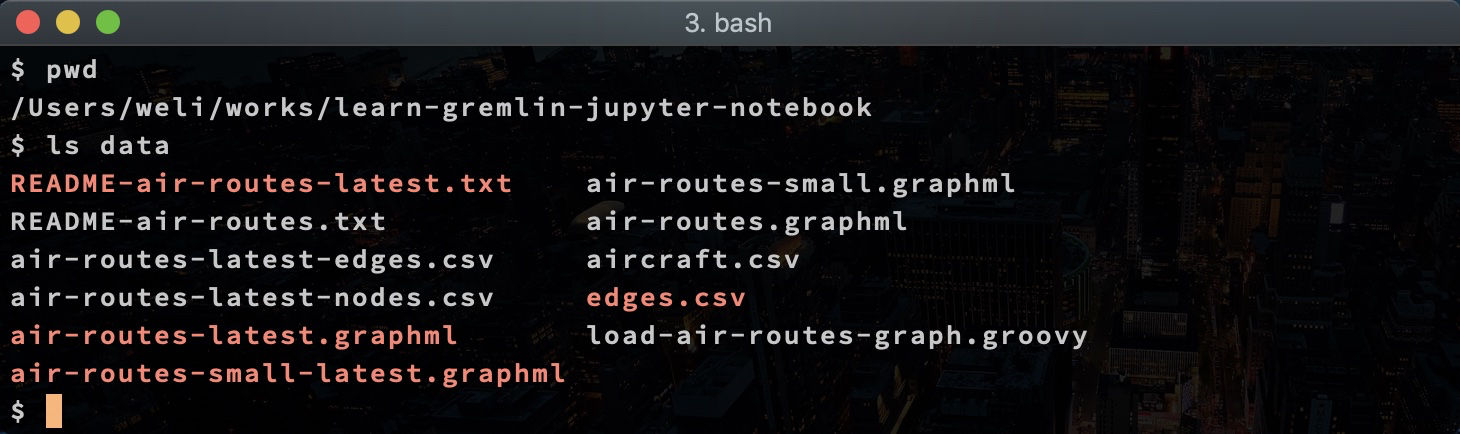 3. bash
$ pwd
/Users/weli/works/learn-gremlin-jupyter-notebook
$ ls data
README-air-routes-latest.txt    air-routes-small.graphml
README-air-routes.txt           air-routes.graphml
air-routes-latest-edges.csv     aircraft.csv
air-routes-latest-nodes.csv     edges.csv
air-routes-latest.graphml       load-air-routes-graph.groovy
air-routes-small-latest.graphml
$